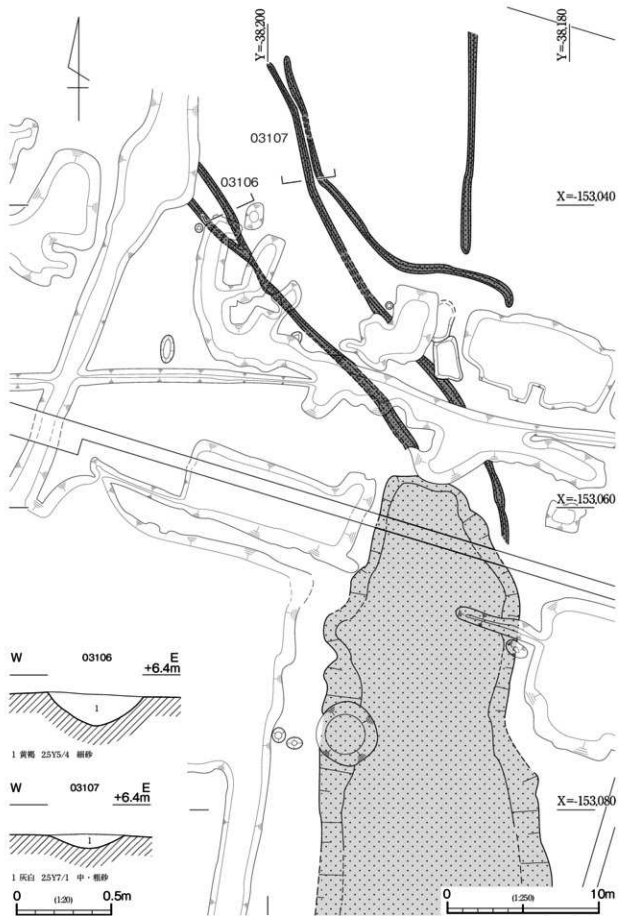 Y=-38,200
Y=-38,180
03107
03106
X=-153,040
X=-153,060
X=-153,080
W 03106 E
+6.4m
1
1 黄褐 2.5Y5/4 細砂
W 03107 E
+6.4m
1
1 灰白 2.5Y7/1 中・粗砂
0 (1:20) 0.5m
0 (1:250) 10m